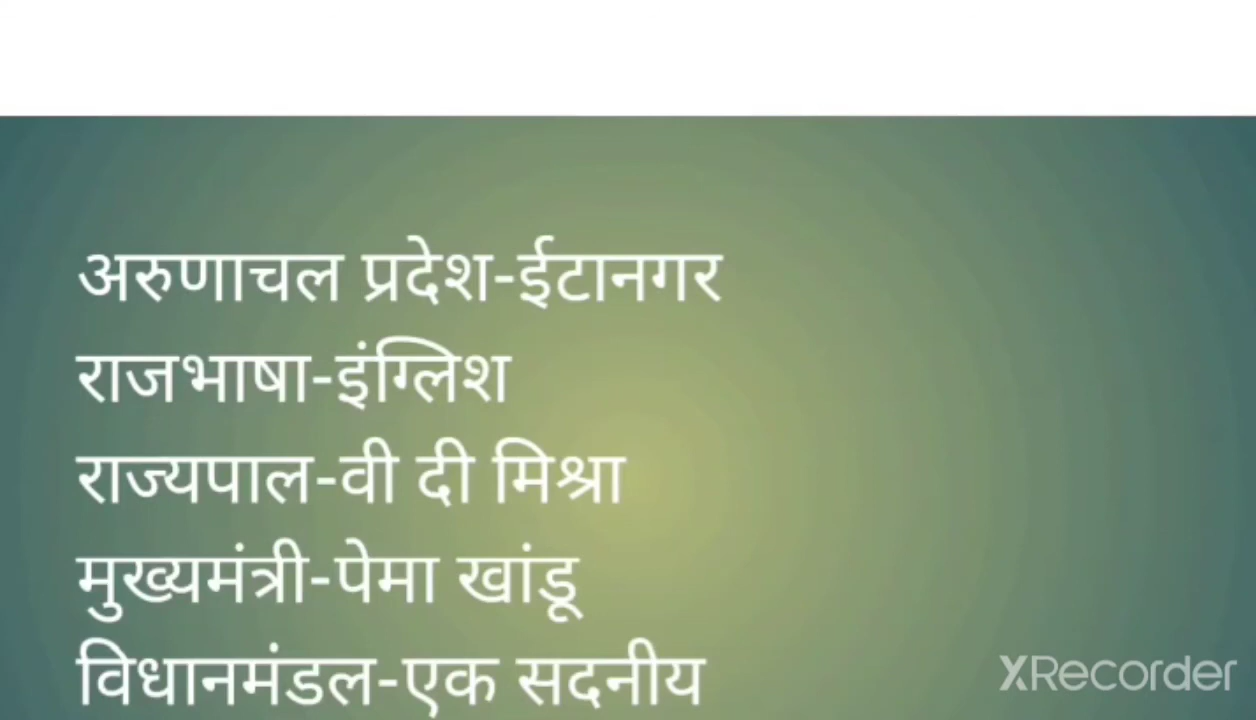 अरुणाचल प्रदेश-ईटानगर
राजभाषा-इंग्लिश
राज्यपाल-वी दी मिश्रा
मुख्यमंत्री-पेमा खांडू
विधानमंडल-एक सदनीय
XRecorder